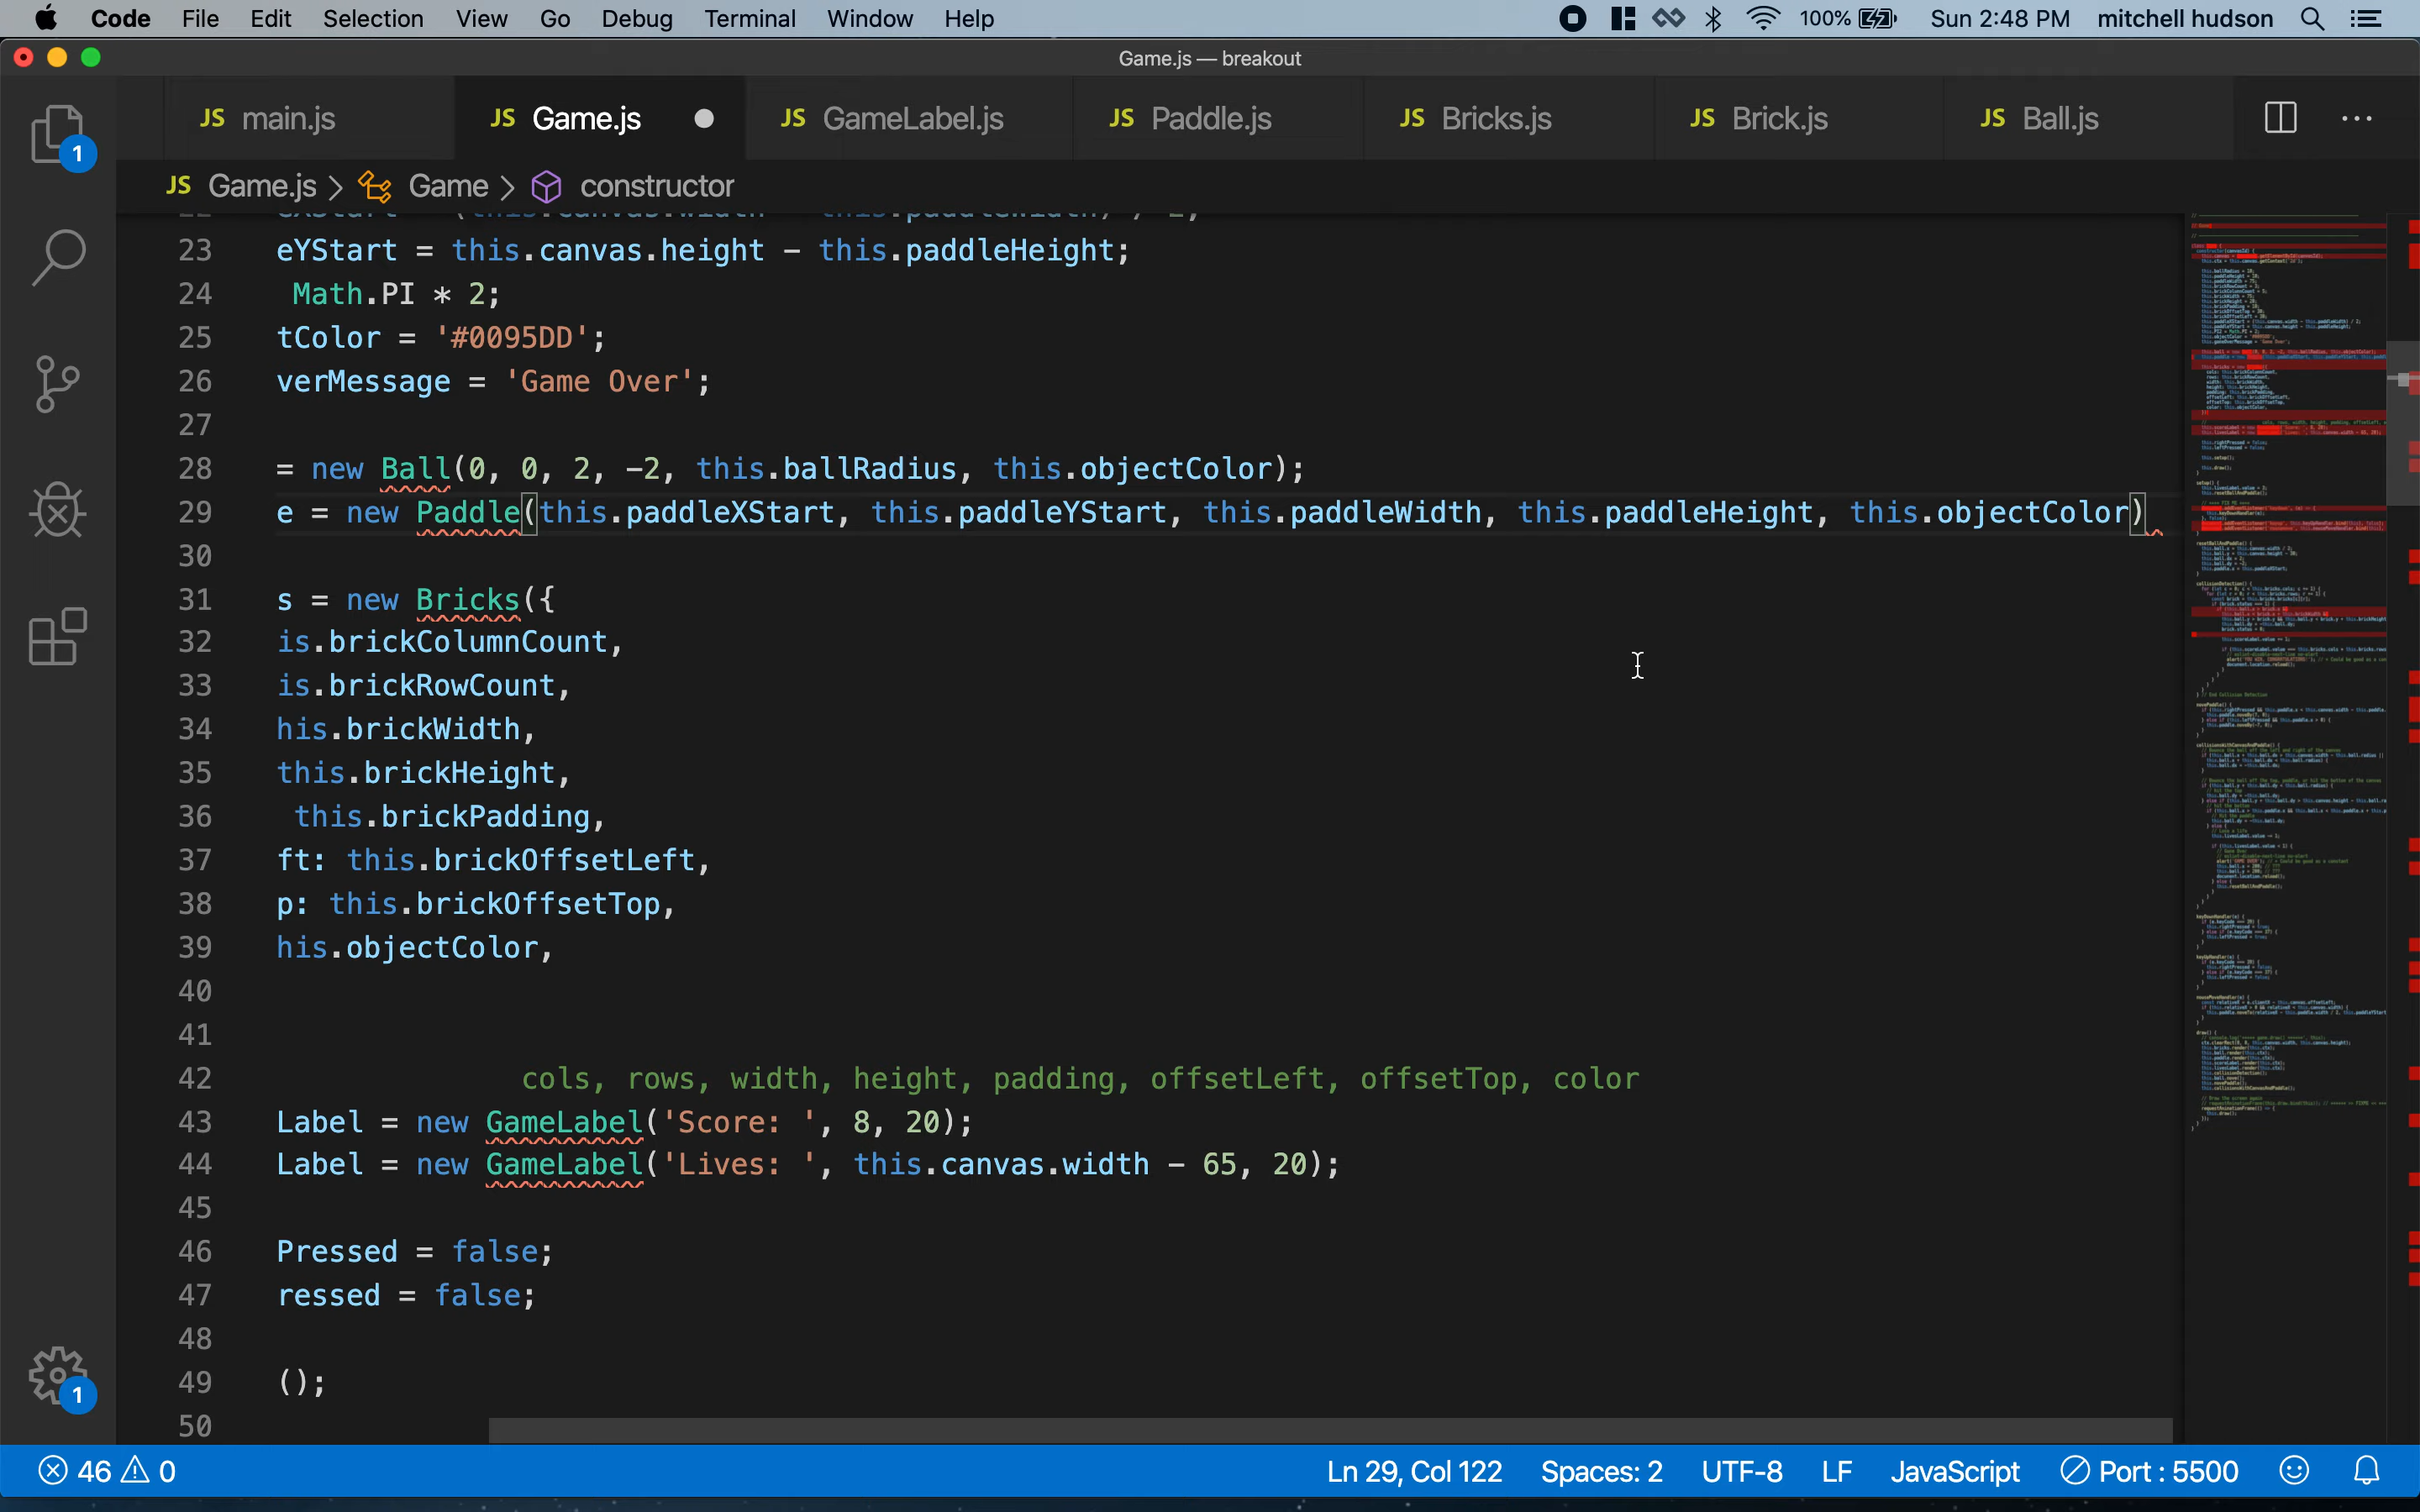 Code File Edit Selection View Go Debug Terminal Window Help 100% Sun 2:48 PM mitchell hudson
Game.js — breakout
JS main.js JS Game.js JS GameLabel.js JS Paddle.js JS Bricks.js JS Brick.js JS Ball.js
JS Game.js > Game > constructor
23 eYStart = this.canvas.height - this.paddleHeight;
24 Math.PI * 2;
25 tColor = '#0095DD';
26 verMessage = 'Game Over';
27
28 = new Ball(0, 0, 2, -2, this.ballRadius, this.objectColor);
29 e = new Paddle(this.paddleXStart, this.paddleYStart, this.paddleWidth, this.paddleHeight, this.objectColor)
30
31 s = new Bricks({
32 is.brickColumnCount,
33 is.brickRowCount,
34 his.brickWidth,
35 this.brickHeight,
36 this.brickPadding,
37 ft: this.brickOffsetLeft,
38 p: this.brickOffsetTop,
39 his.objectColor,
40
41
42 cols, rows, width, height, padding, offsetLeft, offsetTop, color
43 Label = new GameLabel('Score: ', 8, 20);
44 Label = new GameLabel('Lives: ', this.canvas.width - 65, 20);
45
46 Pressed = false;
47 ressed = false;
48
49 ();
50
1
1
46 0 Ln 29, Col 122 Spaces: 2 UTF-8 LF JavaScript Port : 5500